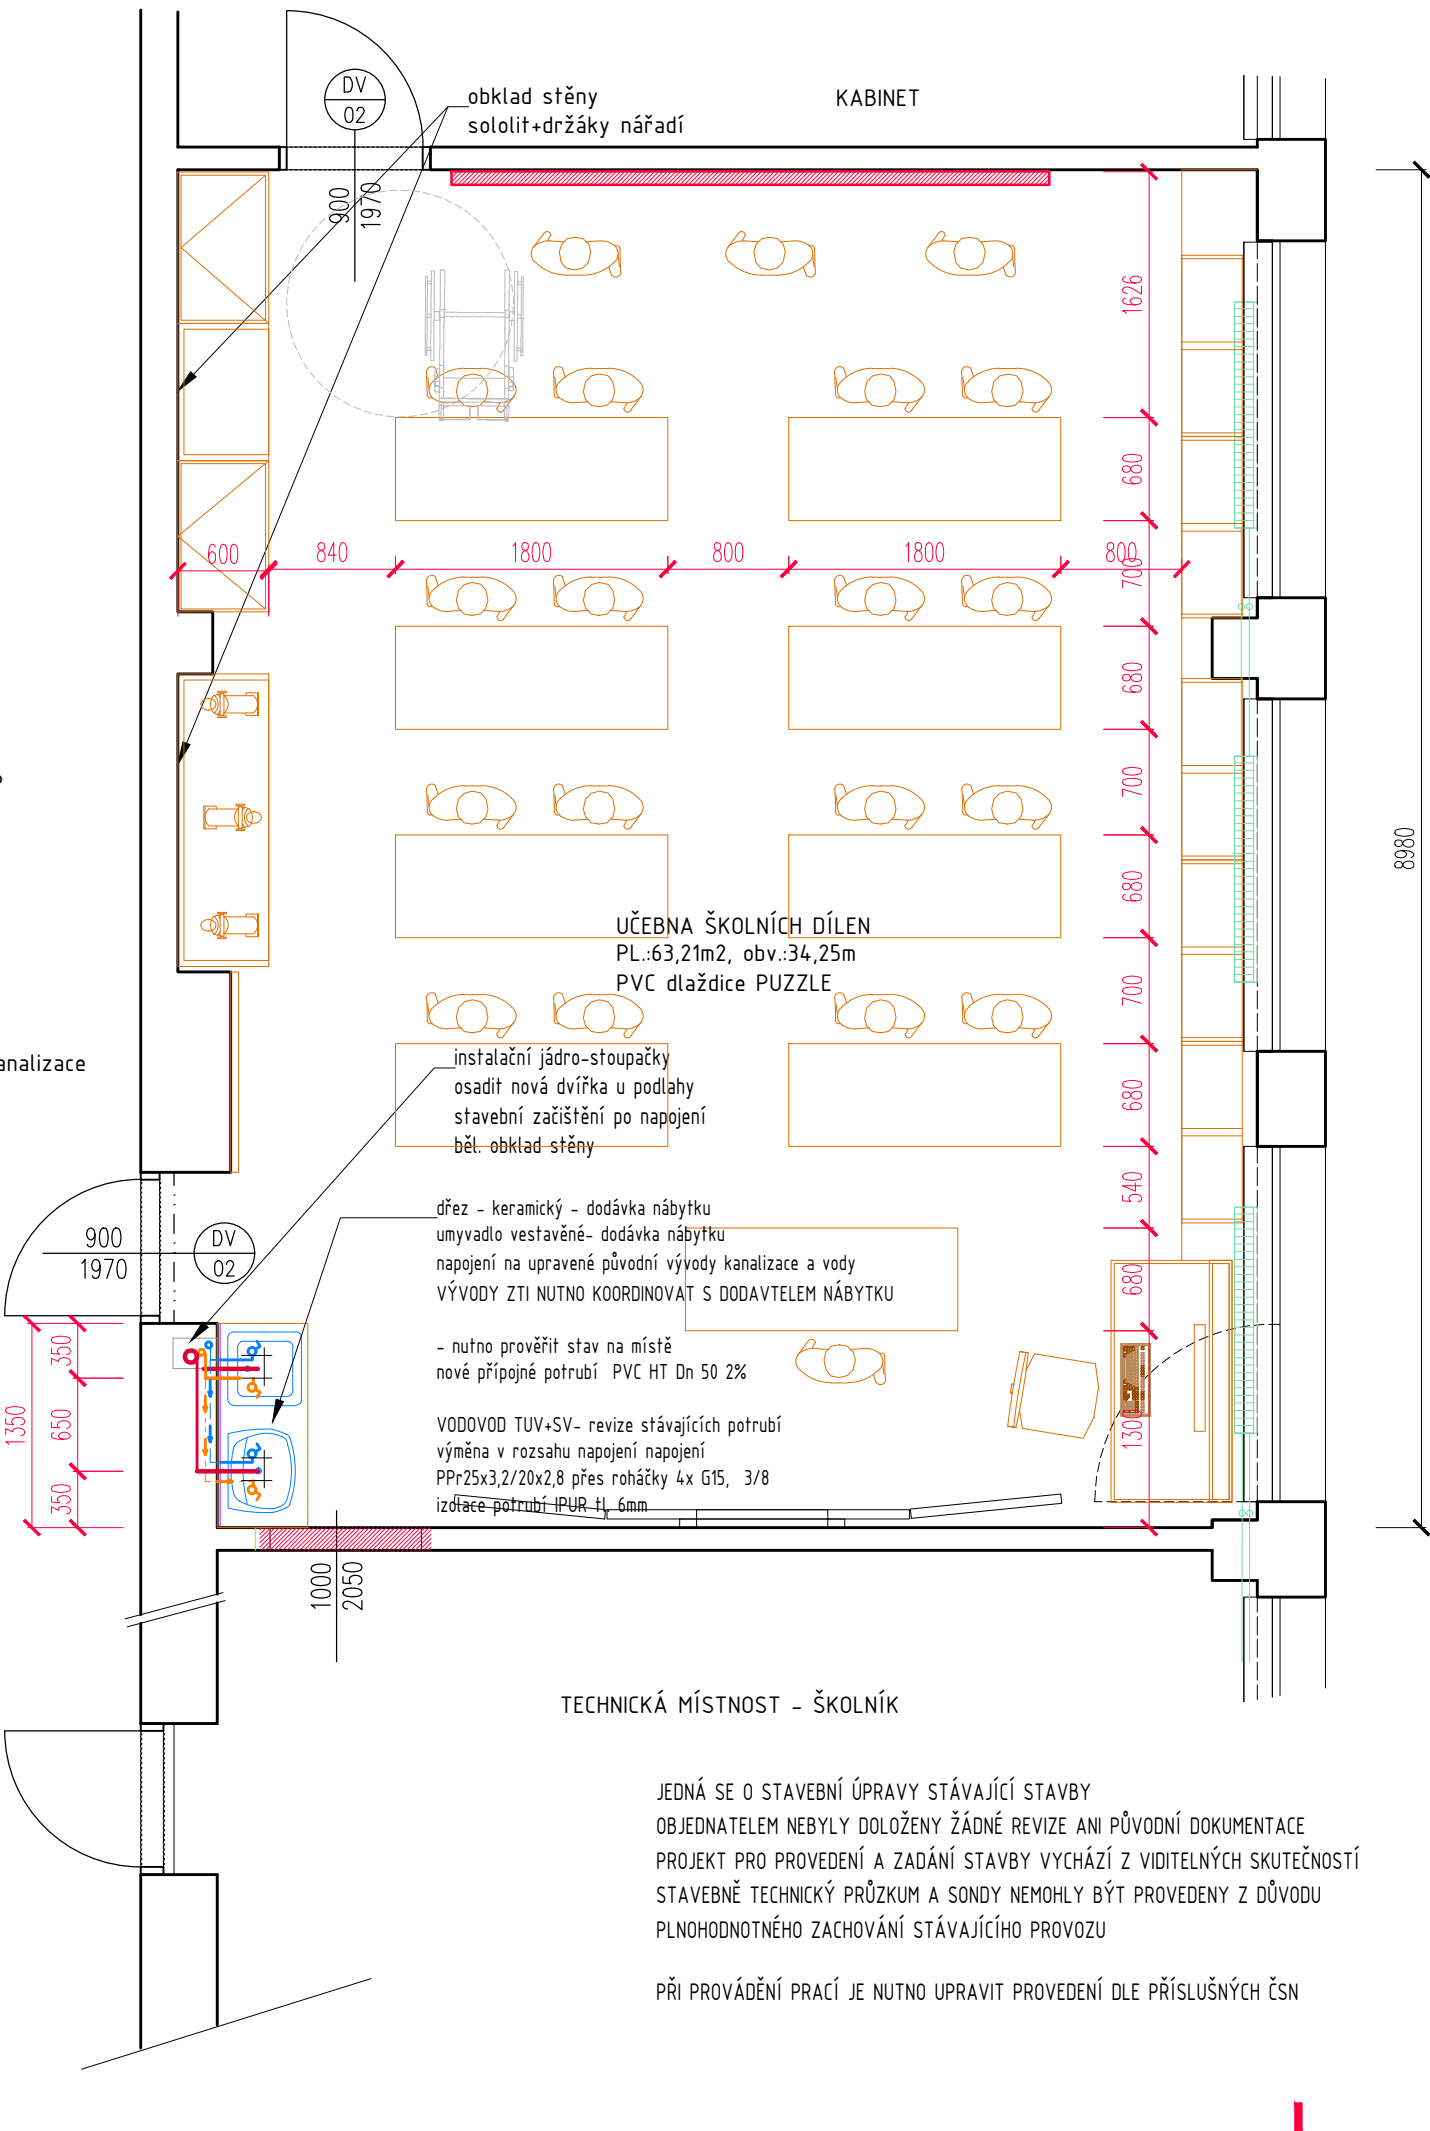 DV
02
obklad stěny
sololit+držáky nářadí
KABINET
900
1970
1626
680
600
840
1800
800
1800
800
700
680
700
8980
680
UČEBNA ŠKOLNÍCH DÍLEN
PL.:63,21m2, obv.:34,25m
PVC dlaždice PUZZLE
700
analizace
instalační jádro-stoupačky
osadit nová dvířka u podlahy
stavební začištění po napojení
běl. obklad stěny
680
540
dřez - keramický - dodávka nábytku
umyvadlo vestavěné- dodávka nábytku
napojení na upravené původní vývody kanalizace a vody
VÝVODY ZTI NUTNO KOORDINOVAT S DODAVTELEM NÁBYTKU
900
1970
DV
02
680
- nutno prověřit stav na místě
nové přípojné potrubí PVC HT Dn 50 2%
350
650
350
1350
1300
VODOVOD TUV+SV- revize stávajících potrubí
výměna v rozsahu napojení napojení
PPr25x3,2/20x2,8 přes roháčky 4x G15, 3/8
izolace potrubí IPUR tl. 6mm
1000
2050
TECHNICKÁ MÍSTNOST - ŠKOLNÍK
JEDNÁ SE O STAVEBNÍ ÚPRAVY STÁVAJÍCÍ STAVBY
OBJEDNATELEM NEBYLY DOLOŽENY ŽÁDNÉ REVIZE ANI PŮVODNÍ DOKUMENTACE
PROJEKT PRO PROVEDENÍ A ZADÁNÍ STAVBY VYCHÁZÍ Z VIDITELNÝCH SKUTEČNOSTÍ
STAVEBNĚ TECHNICKÝ PRŮZKUM A SONDY NEMOHLY BÝT PROVEDENY Z DŮVODU
PLNOHODNOTNÉHO ZACHOVÁNÍ STÁVAJÍCÍHO PROVOZU
PŘI PROVÁDĚNÍ PRACÍ JE NUTNO UPRAVIT PROVEDENÍ DLE PŘÍSLUŠNÝCH ČSN